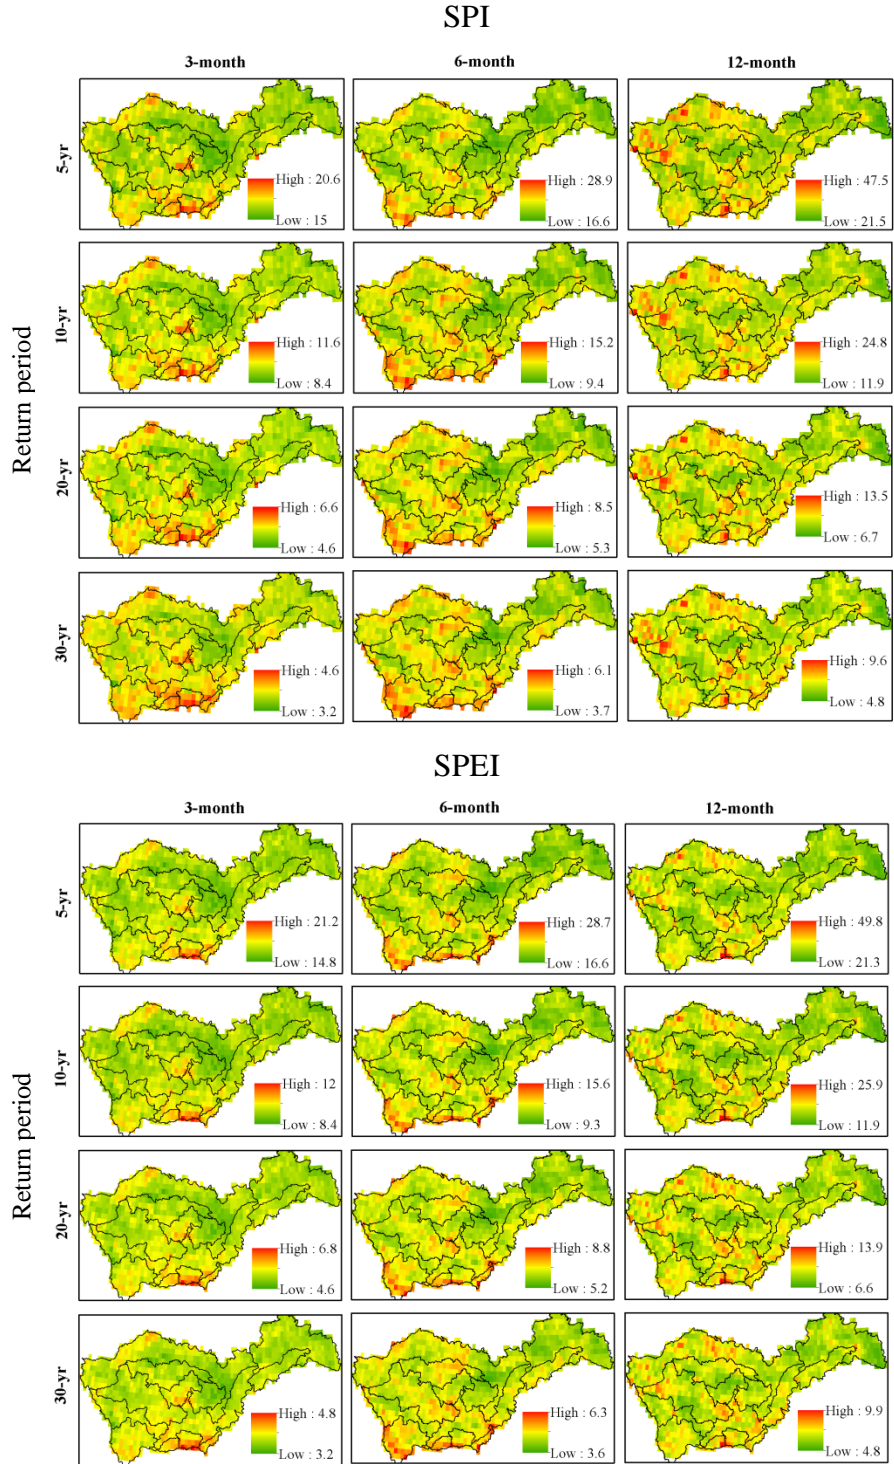 SPI
3-month 6-month 12-month
Return period
5-yr
High : 20.6
Low : 15
High : 28.9
Low : 16.6
High : 47.5
Low : 21.5
10-yr
High : 11.6
Low : 8.4
High : 15.2
Low : 9.4
High : 24.8
Low : 11.9
20-yr
High : 6.6
Low : 4.6
High : 8.5
Low : 5.3
High : 13.5
Low : 6.7
30-yr
High : 4.6
Low : 3.2
High : 6.1
Low : 3.7
High : 9.6
Low : 4.8
SPEI
3-month 6-month 12-month
Return period
5-yr
High : 21.2
Low : 14.8
High : 28.7
Low : 16.6
High : 49.8
Low : 21.3
10-yr
High : 12
Low : 8.4
High : 15.6
Low : 9.3
High : 25.9
Low : 11.9
20-yr
High : 6.8
Low : 4.6
High : 8.8
Low : 5.2
High : 13.9
Low : 6.6
30-yr
High : 4.8
Low : 3.2
High : 6.3
Low : 3.6
High : 9.9
Low : 4.8